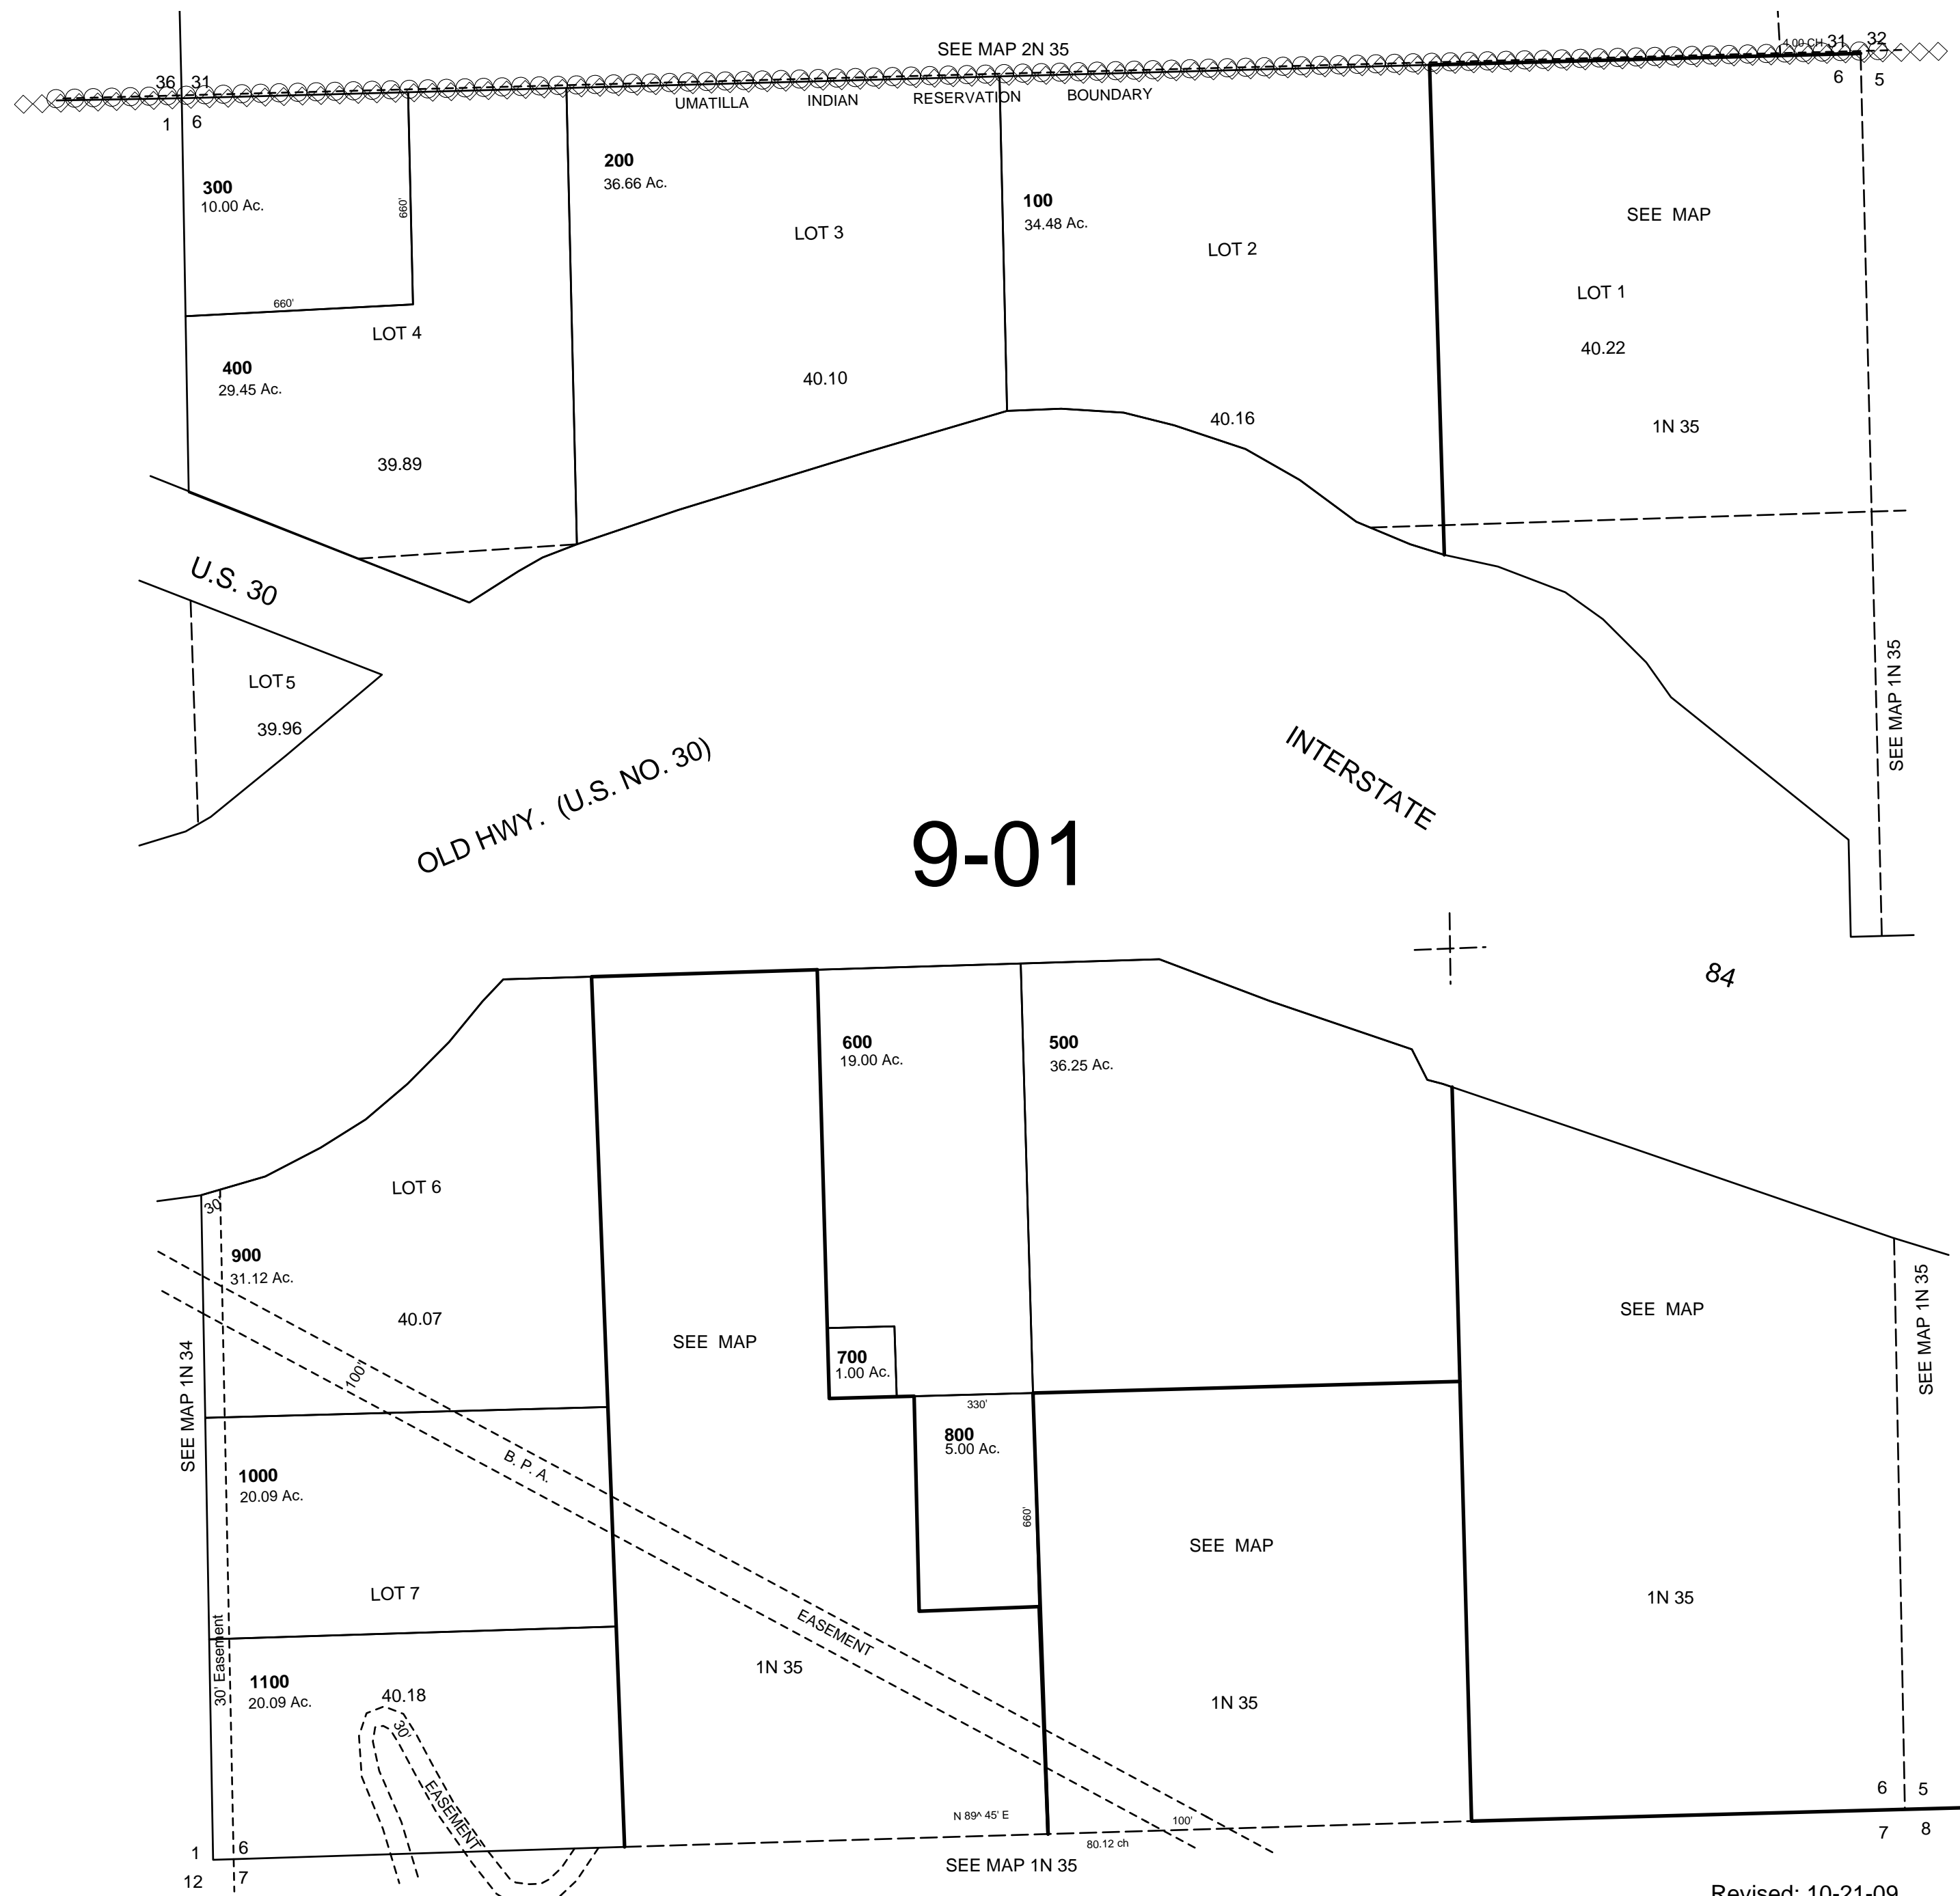 SEE MAP 2N 35
4.00 CH
31
32
36
31
6
5
1
6
UMATILLA INDIAN RESERVATION BOUNDARY
300
10.00 Ac.
660'
660'
200
36.66 Ac.
LOT 3
40.10
100
34.48 Ac.
LOT 2
40.16
SEE MAP
LOT 1
40.22
1N 35
LOT 4
400
29.45 Ac.
39.89
U.S. 30
LOT 5
39.96
SEE MAP 1N 35
OLD HWY. (U.S. NO. 30)
INTERSTATE
9-01
84
600
19.00 Ac.
500
36.25 Ac.
LOT 6
30'
900
31.12 Ac.
40.07
SEE MAP 1N 34
100'
SEE MAP
700
1.00 Ac.
SEE MAP
SEE MAP 1N 35
330'
800
5.00 Ac.
660'
B. P. A.
1000
20.09 Ac.
LOT 7
SEE MAP
1N 35
EASEMENT
30' Easement
1N 35
1100
20.09 Ac.
40.18
30'
EASEMENT
1N 35
N 89^ 45' E
80.12 ch
100'
6
5
7
8
1
6
12
7
SEE MAP 1N 35
Revised: 10-21-09